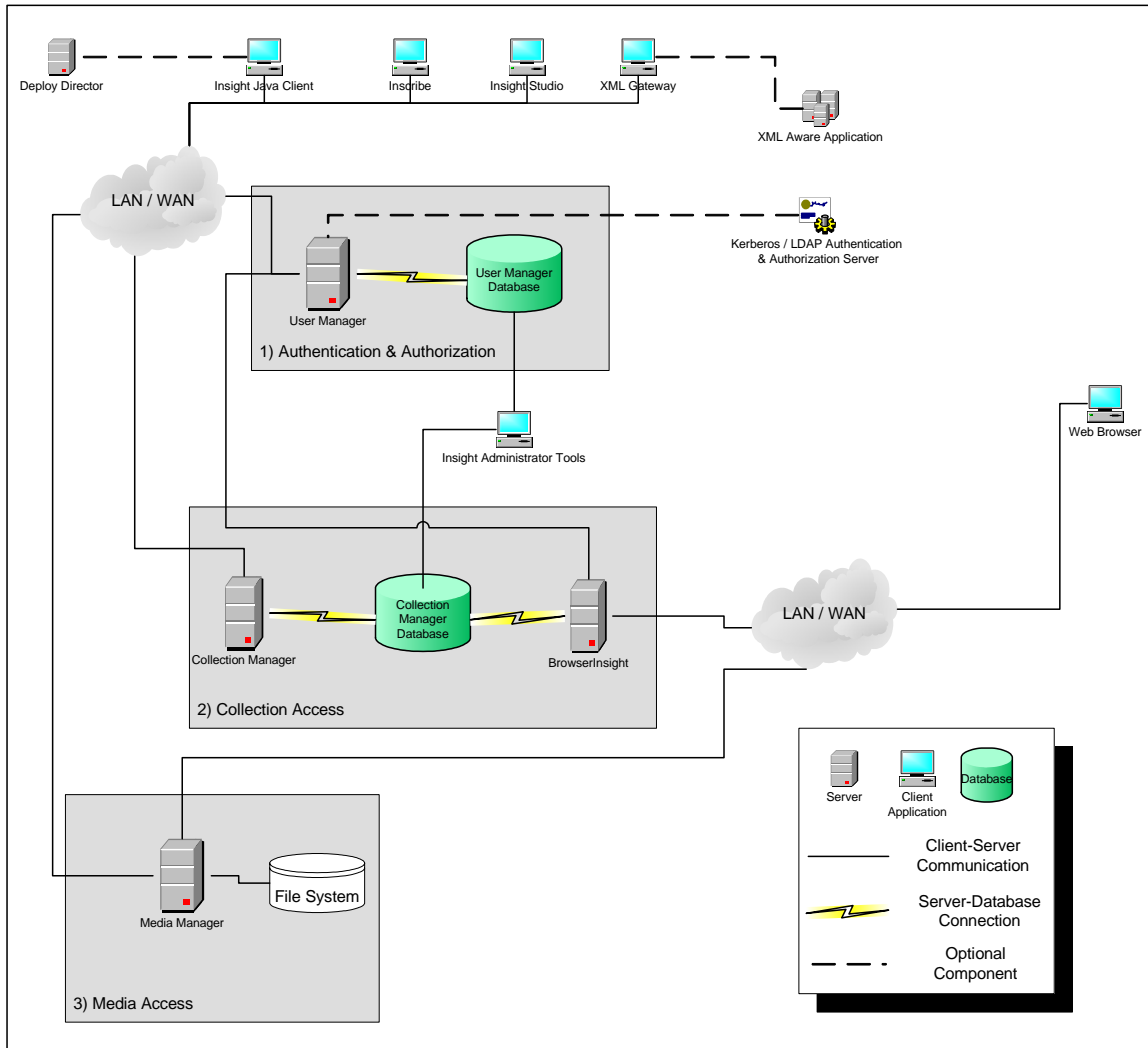 Deploy Director
Insight Java Client
Inscribe
Insight Studio
XML Gateway
XML Aware Application
LAN / WAN
Kerberos / LDAP Authentication
& Authorization Server
User Manager
Database
User Manager
1) Authentication & Authorization
Insight Administrator Tools
Web Browser
Collection
Manager
Database
Collection Manager
BrowserInsight
LAN / WAN
2) Collection Access
Server
Client
Application
Database
Client-Server
Communication
Server-Database
Connection
Optional
Component
File System
Media Manager
3) Media Access